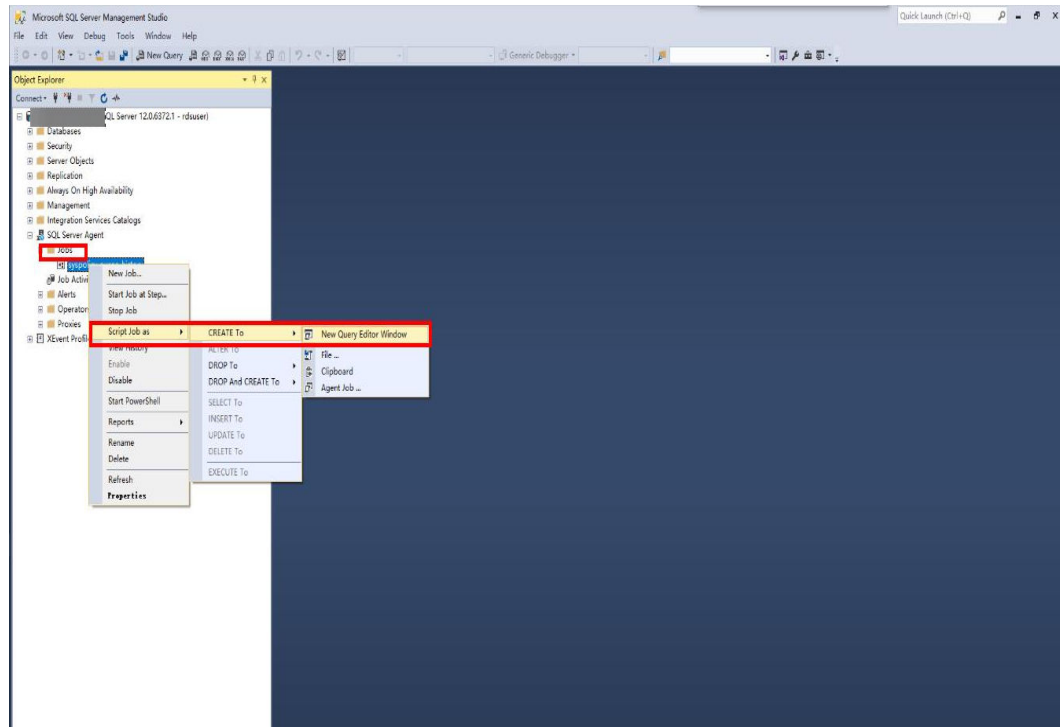 Microsoft SQL Server Management Studio
Quick Launch (Ctrl+Q)
File Edit View Debug Tools Window Help
New Query
Generic Debugger
Object Explorer
Connect
QL Server 12.0.6372.1 - rdsuser)
Databases
Security
Server Objects
Replication
Always On High Availability
Management
Integration Services Catalogs
SQL Server Agent
Jobs
Job Activi
Alerts
Operator
Proxies
XEvent Profil
New Job...
Start Job at Step...
Stop Job
Script Job as
View History
Enable
Disable
Start PowerShell
Reports
Rename
Delete
Refresh
Properties
CREATE To
ALTER To
DROP To
DROP And CREATE To
SELECT To
INSERT To
UPDATE To
DELETE To
EXECUTE To
New Query Editor Window
File ...
Clipboard
Agent Job ...